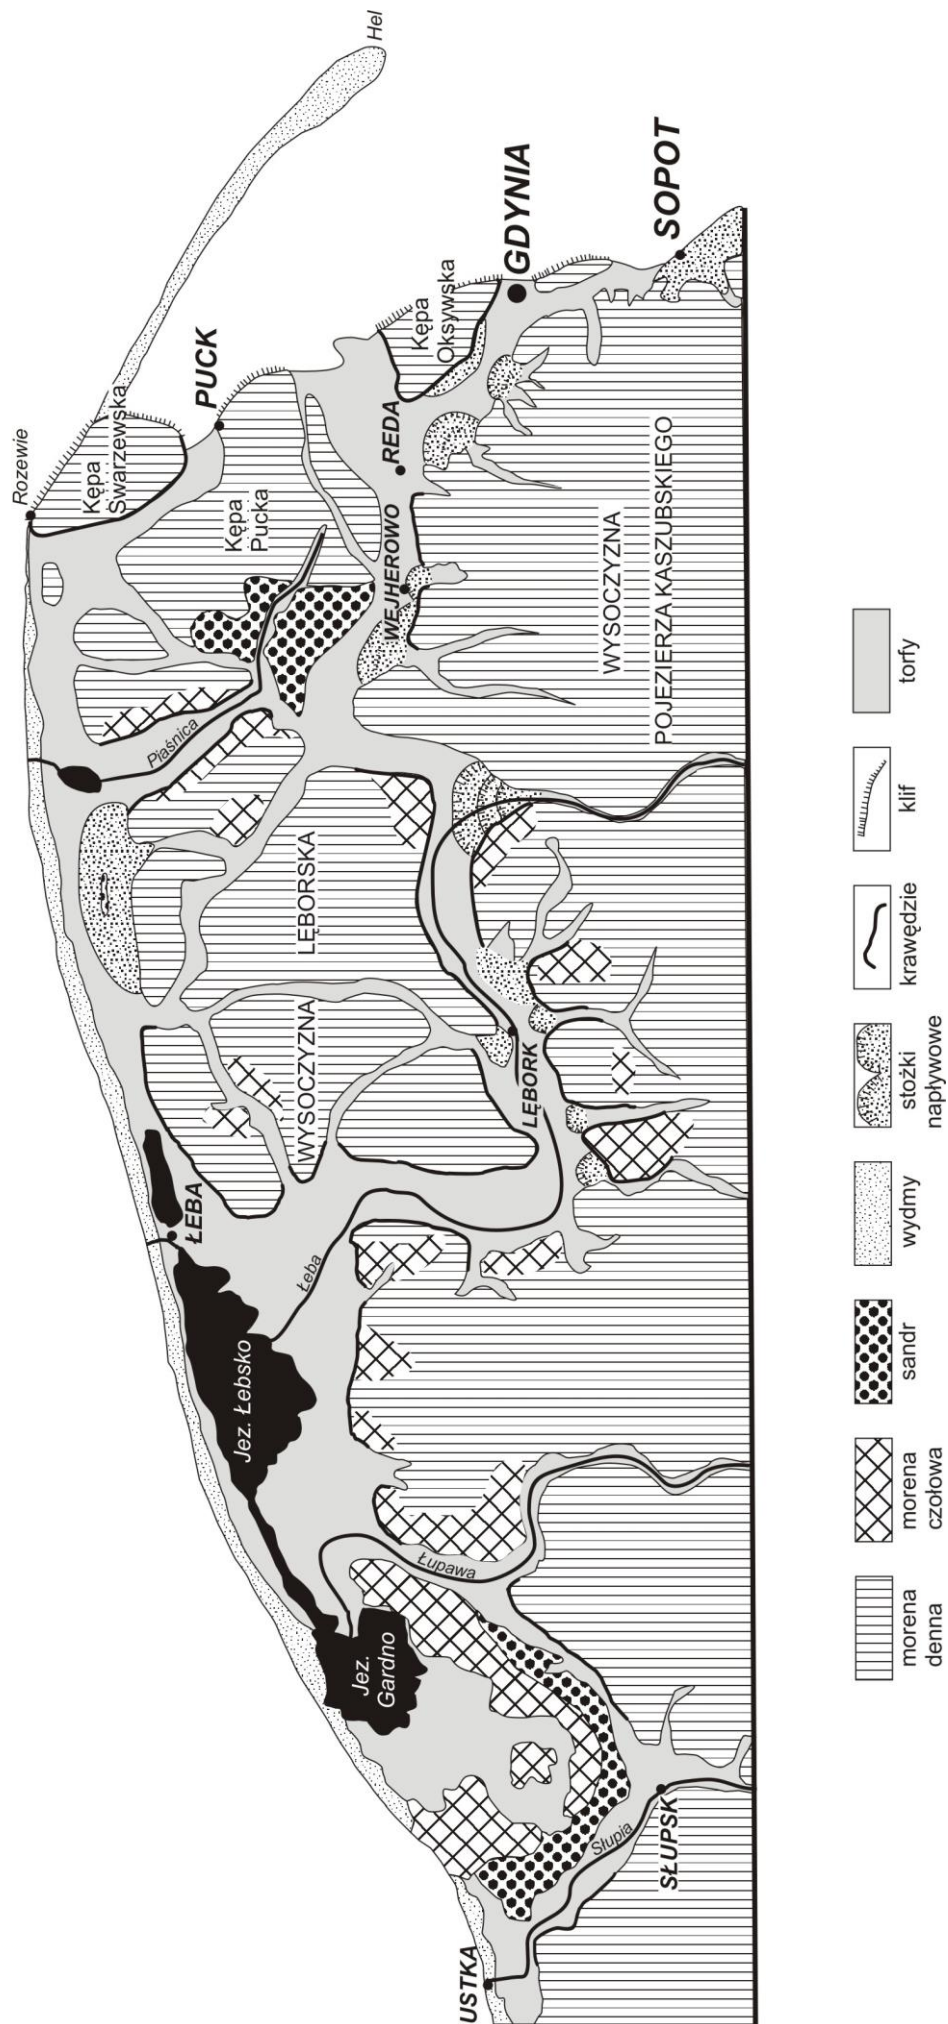 Hel
Rozewie
Kępa
Swarzewska
PUCK
Kępa
Pucka
Kępa
Oksywska
GDYNIA
SOPOT
REDA
WEJHEROWO
Piaśnica
WYSOCZYZNA
POJEZIERZA KASZUBSKIEGO
WYSOCZYZNA LĘBORSKA
LĘBORK
ŁEBA
Łeba
Jez. Łebsko
Jez.
Gardno
Łupawa
Słupia
SŁUPSK
USTKA
morena
denna
morena
czołowa
sandr
wydmy
stożki
napływowe
krawędzie
klif
torfy